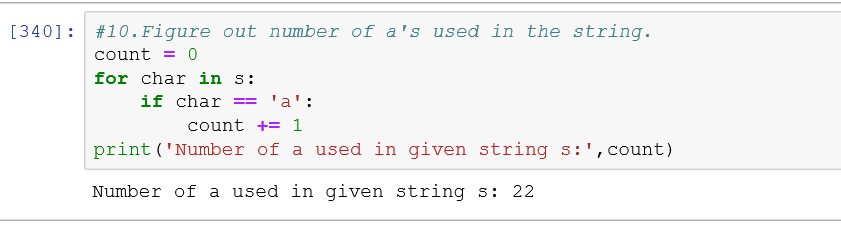 [340]: #10.Figure out number of a's used in the string.
count = 0
for char in s:
    if char == 'a':
        count += 1
print('Number of a used in given string s:',count)
Number of a used in given string s: 22